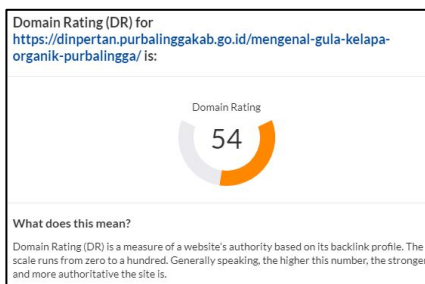 Domain Rating (DR) for
https://dinpertan.purbalinggakab.go.id/mengenal-gula-kelapa-
organik-purbalingga/ is:
Domain Rating
54
What does this mean?
Domain Rating (DR) is a measure of a website's authority based on its backlink profile. The
scale runs from zero to a hundred. Generally speaking, the higher this number, the stronger
and more authoritative the site is.